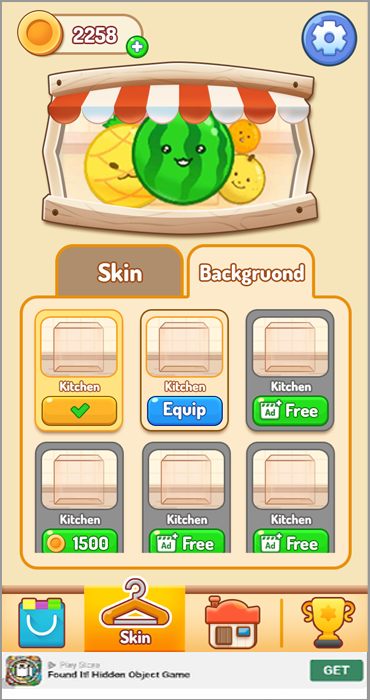 2258
Skin
Backgruond
Kitchen
Kitchen
Kitchen
Equip
Ad Free
Kitchen
Kitchen
Kitchen
1500
Ad Free
Ad Free
Skin
Play Store
Found It! Hidden Object Game
GET